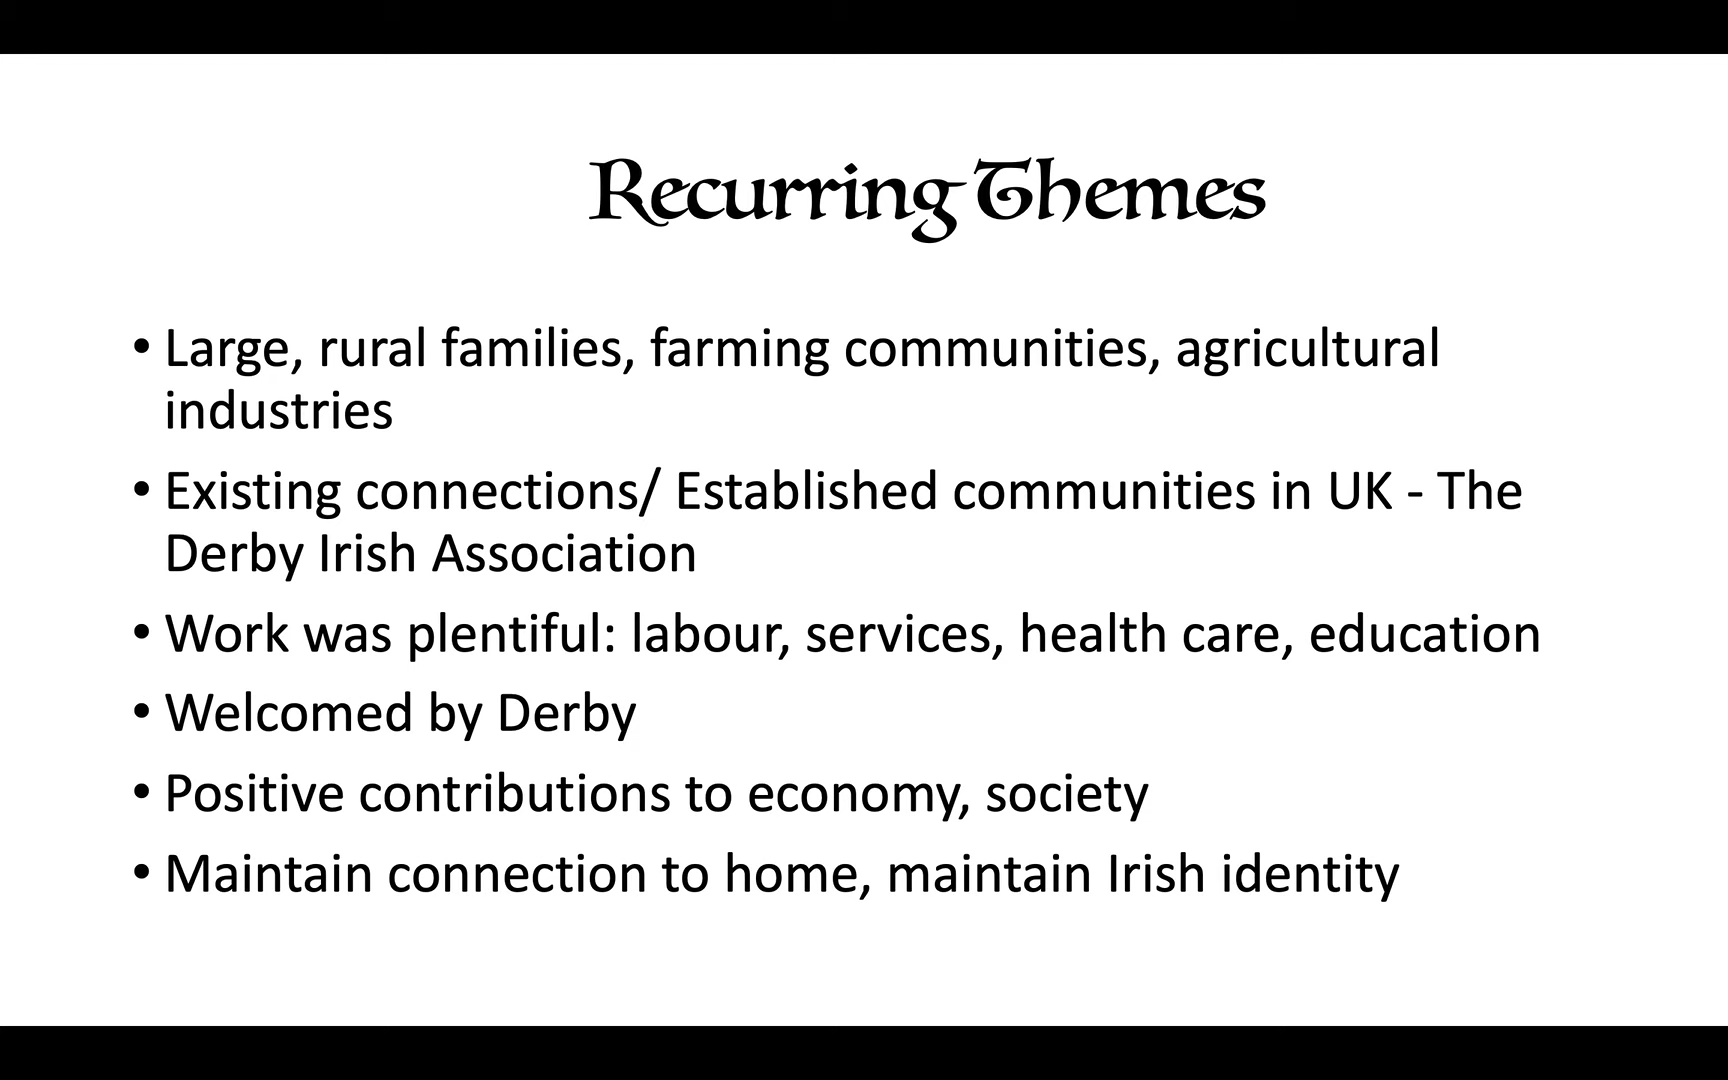 Recurring Themes
• Large, rural families, farming communities, agricultural
industries
• Existing connections/ Established communities in UK - The
Derby Irish Association
• Work was plentiful: labour, services, health care, education
• Welcomed by Derby
• Positive contributions to economy, society
• Maintain connection to home, maintain Irish identity